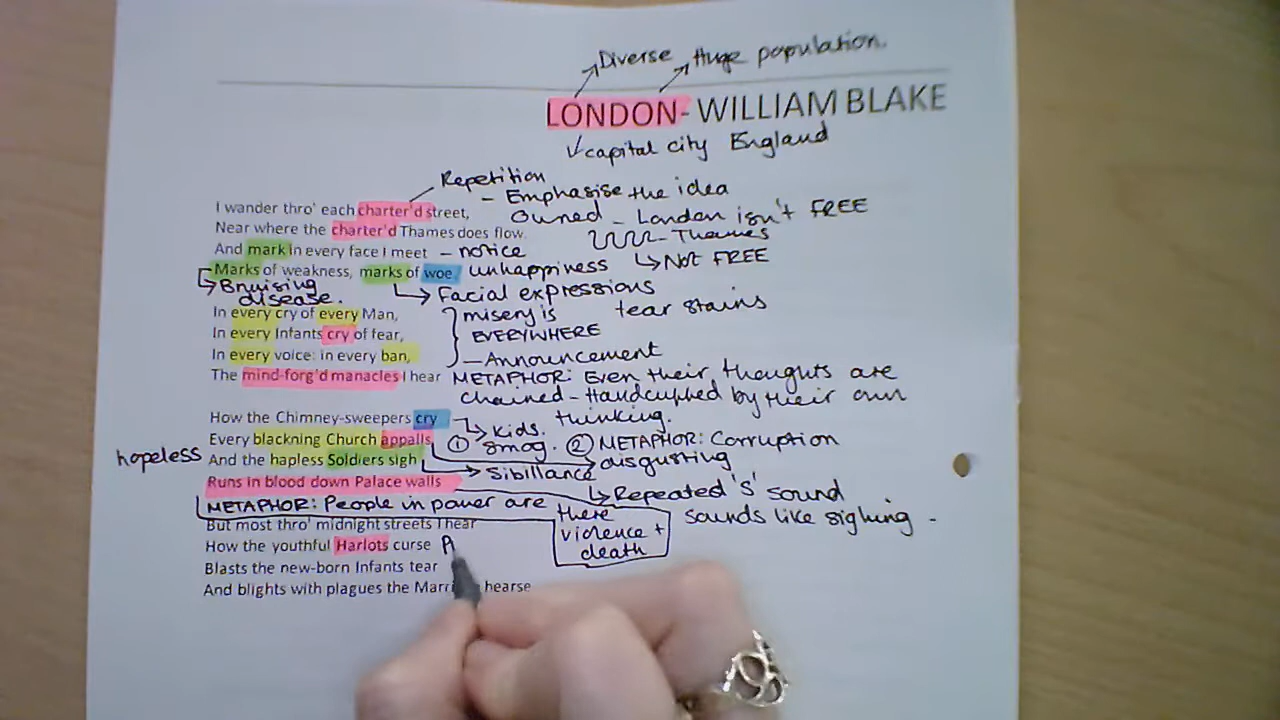 Diverse Huge population.
LONDON- WILLIAM BLAKE
capital city England
Repetition
- Emphasise the idea
I wander thro' each charter'd street, Owned - London isn't FREE
Near where the charter'd Thames does flow. - Thames
And mark in every face I meet - notice Not FREE
Marks of weakness, marks of woe. unhappiness
Bruising Facial expressions
disease. tear stains
In every cry of every Man, misery is
In every Infants cry of fear, EVERYWHERE
In every voice: in every ban, - Announcement
The mind-forg'd manacles I hear METAPHOR: Even their thoughts are
chained - Handcuphed by their own
How the Chimney-sweepers cry Kids. thinking.
Every blackning Church appalls, ① smog. ② METAPHOR: Corruption
hopeless And the hapless Soldiers sigh disgusting
Sibillance
Runs in blood down Palace walls Repeated 's' sound
METAPHOR: People in power are there sounds like sighing -
But most thro' midnight streets I hear violence +
How the youthful Harlots curse death
Blasts the new-born Infants tear
And blights with plagues the hearse